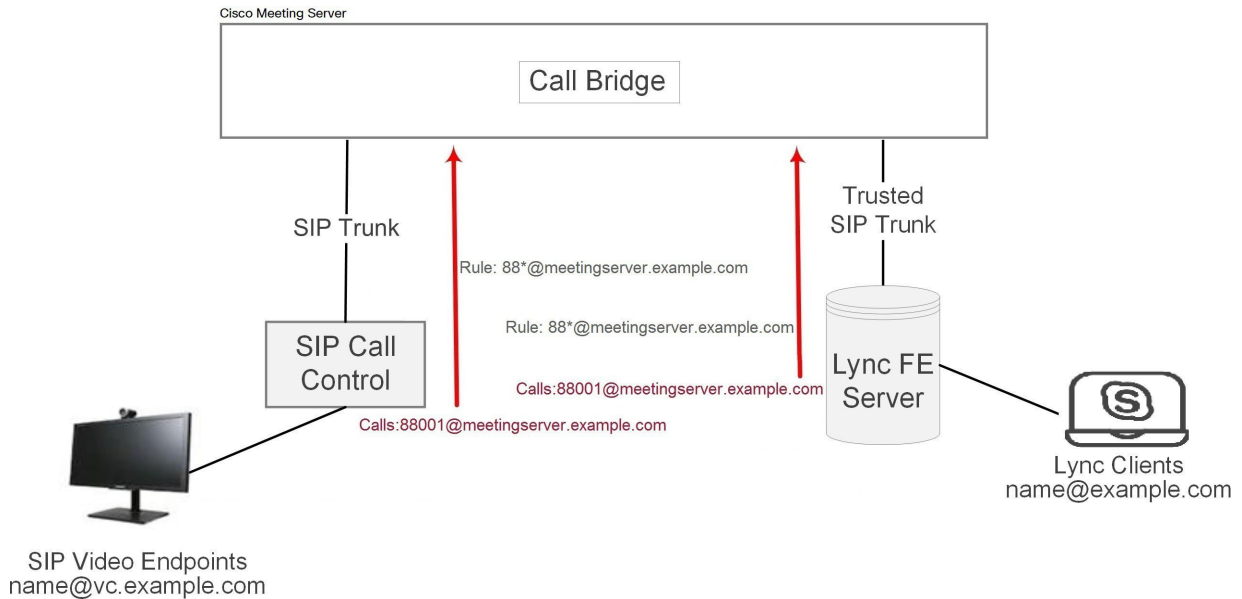 Cisco Meeting Server
Call Bridge
SIP Trunk
Trusted
SIP Trunk
Rule: 88*@meetingserver.example.com
Rule: 88*@meetingserver.example.com
SIP Call
Control
Lync FE
Server
Calls:88001@meetingserver.example.com
Calls:88001@meetingserver.example.com
S
Lync Clients
name@example.com
SIP Video Endpoints
name@vc.example.com